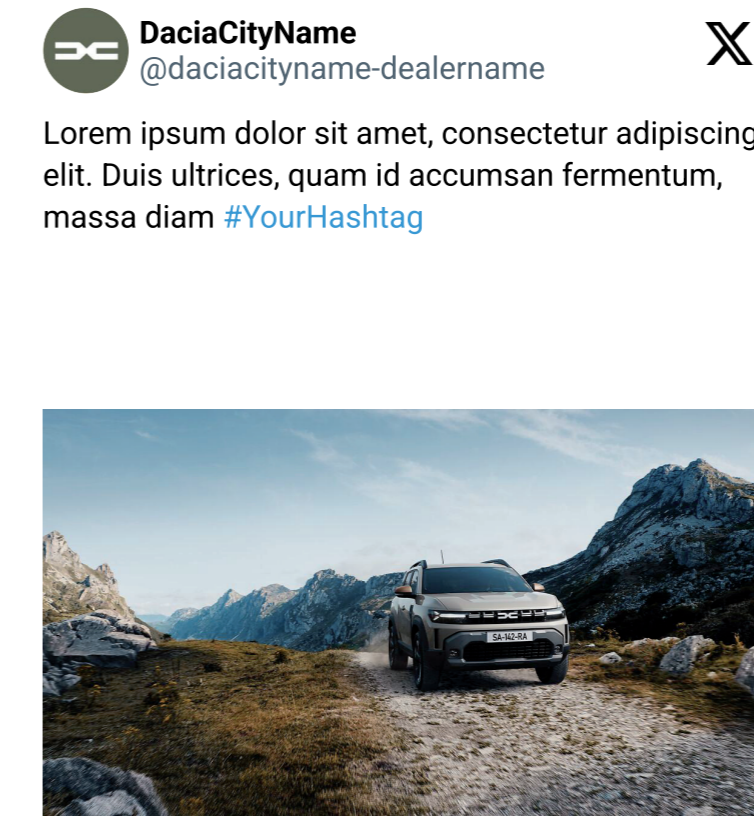 DaciaCityName
@daciacityname-dealername
Lorem ipsum dolor sit amet, consectetur adipiscing
elit. Duis ultrices, quam id accumsan fermentum,
massa diam #YourHashtag
SA-142-RA